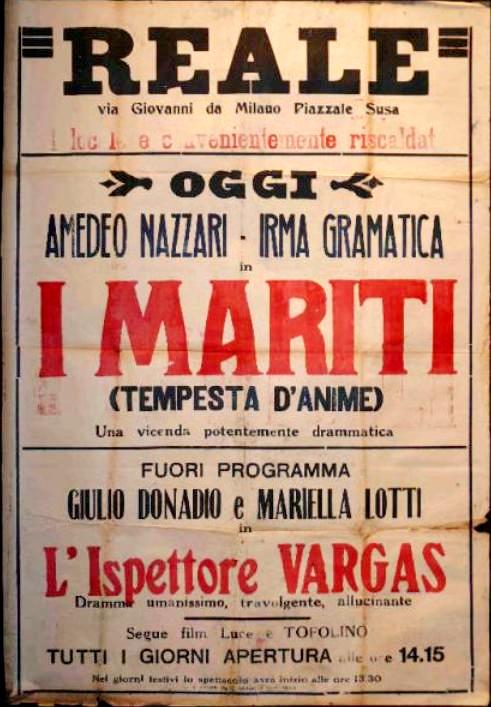 REALE
via Giovanni da Milano Piazzale Susa
convenientemente riscaldat
OGGI
AMEDEO NAZZARI - IRMA GRAMATICA
in
I MARITI
(TEMPESTA D'ANIME)
Una vicenda potentemente drammatica
FUORI PROGRAMMA
GIULIO DONADIO e MARIELLA LOTTI
in
L'Ispettore VARGAS
Dramma umanissimo, travolgente, allucinante
Segue film Luce e TOFOLINO
TUTTI I GIORNI APERTURA alle ore 14.15
Nei giorni festivi lo spettacolo avrà inizio alle ore 13.30